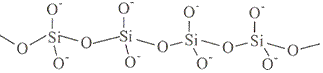 O⁻ O⁻ O⁻ O⁻
Si Si Si Si
O O O O O
O⁻ O⁻ O⁻ O⁻